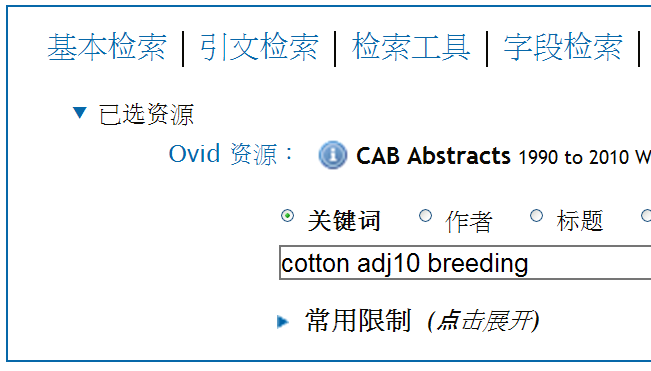 基本检索 | 引文检索 | 检索工具 | 字段检索 |
已选资源
Ovid 资源： CAB Abstracts 1990 to 2010 W
关键词 作者 标题
cotton adj10 breeding
常用限制 (点击展开)